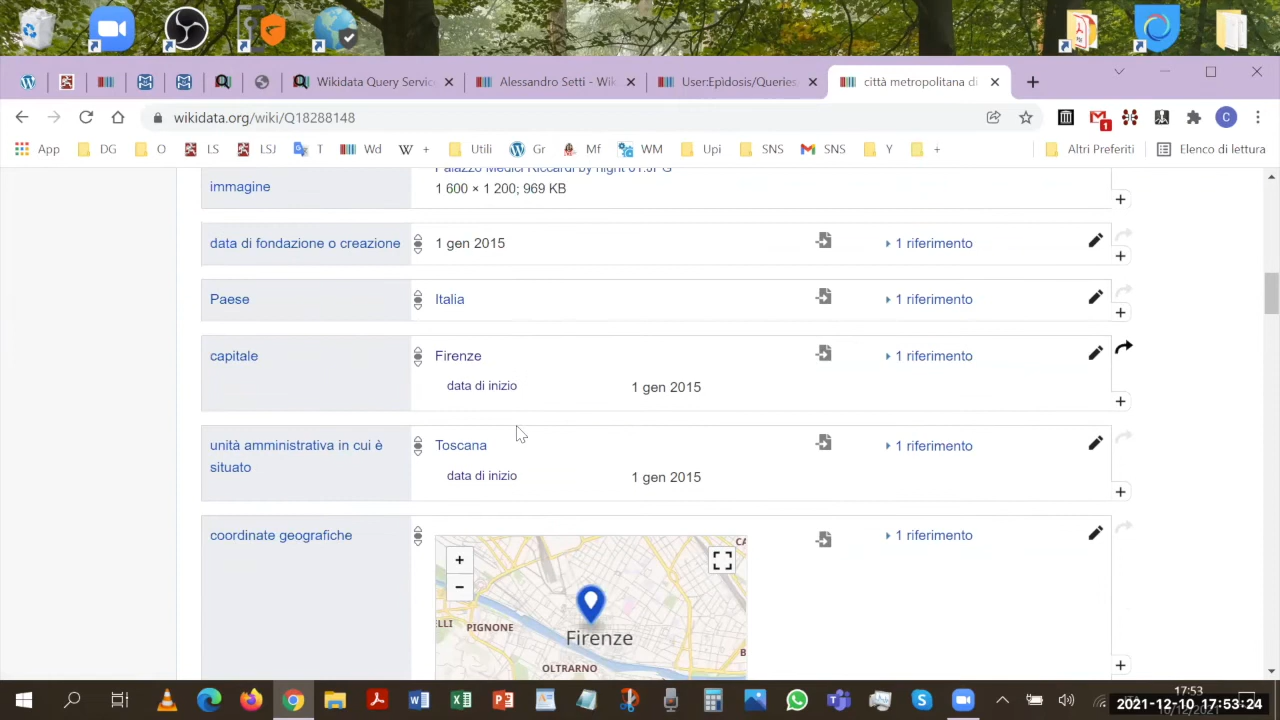 Wikidata Query Servic
Alessandro Setti - Wik
User:Epìdosis/Queries
città metropolitana di
wikidata.org/wiki/Q18288148
1
C
App
DG
O
LS
LSJ
T
Wd
+
Utili
Gr
Mf
WM
Upi
SNS
SNS
Y
+
Altri Preferiti
Elenco di lettura
immagine
1 600 × 1 200; 969 KB
data di fondazione o creazione
1 gen 2015
1 riferimento
Paese
Italia
1 riferimento
capitale
Firenze
1 riferimento
data di inizio
1 gen 2015
unità amministrativa in cui è
situato
Toscana
1 riferimento
data di inizio
1 gen 2015
coordinate geografiche
1 riferimento
PIGNONE
Firenze
OLTRARNO
17:53
2021-12-10 17:53:24